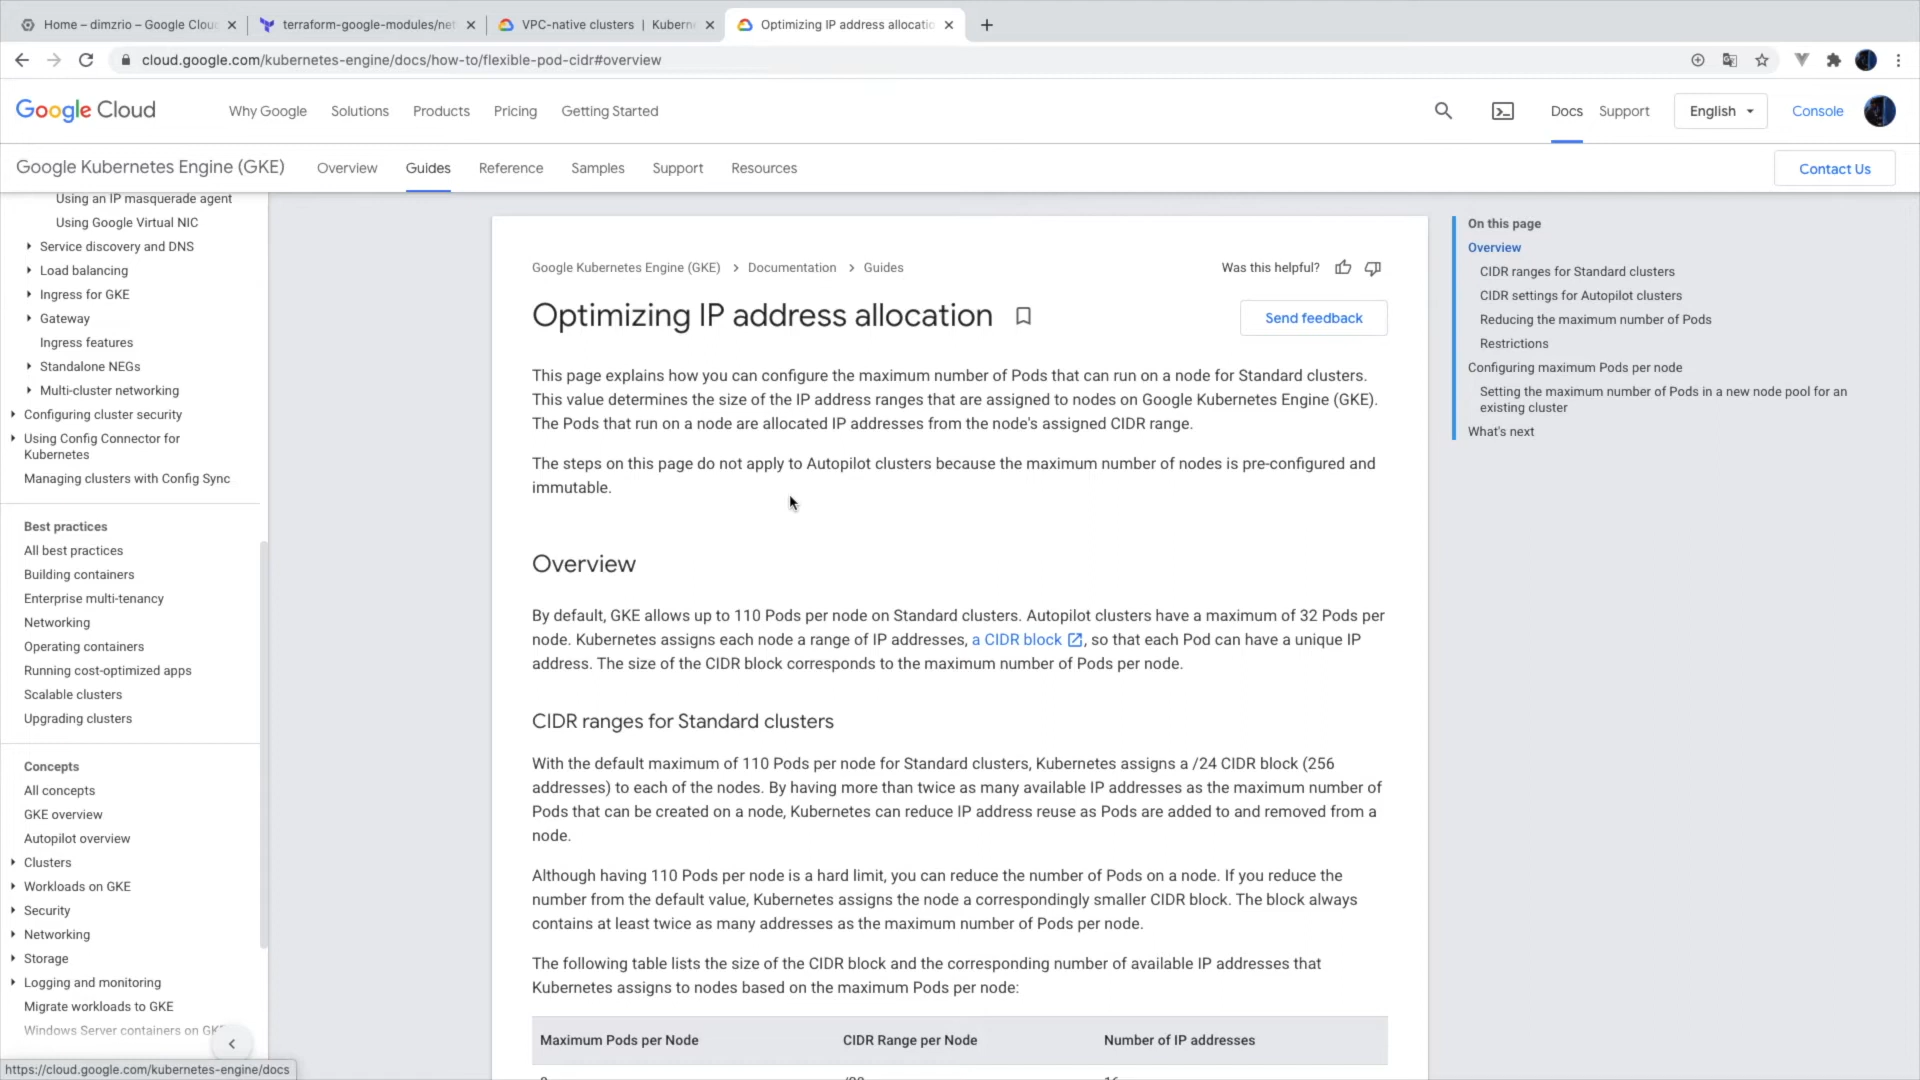 Home – dimzrio – Google Clou
terraform-google-modules/net
VPC-native clusters | Kubern
Optimizing IP address allocatio
cloud.google.com/kubernetes-engine/docs/how-to/flexible-pod-cidr#overview
Google Cloud
Why Google
Solutions
Products
Pricing
Getting Started
Docs
Support
English
Console
Google Kubernetes Engine (GKE)
Overview
Guides
Reference
Samples
Support
Resources
Contact Us
Using an IP masquerade agent
Using Google Virtual NIC
Service discovery and DNS
Load balancing
Ingress for GKE
Gateway
Ingress features
Standalone NEGs
Multi-cluster networking
Configuring cluster security
Using Config Connector for
Kubernetes
Managing clusters with Config Sync
Best practices
All best practices
Building containers
Enterprise multi-tenancy
Networking
Operating containers
Running cost-optimized apps
Scalable clusters
Upgrading clusters
Concepts
All concepts
GKE overview
Autopilot overview
Clusters
Workloads on GKE
Security
Networking
Storage
Logging and monitoring
Migrate workloads to GKE
Windows Server containers on GK
https://cloud.google.com/kubernetes-engine/docs
Google Kubernetes Engine (GKE) > Documentation > Guides
Was this helpful?
Optimizing IP address allocation
Send feedback
This page explains how you can configure the maximum number of Pods that can run on a node for Standard clusters.
This value determines the size of the IP address ranges that are assigned to nodes on Google Kubernetes Engine (GKE).
The Pods that run on a node are allocated IP addresses from the node's assigned CIDR range.
The steps on this page do not apply to Autopilot clusters because the maximum number of nodes is pre-configured and
immutable.
Overview
By default, GKE allows up to 110 Pods per node on Standard clusters. Autopilot clusters have a maximum of 32 Pods per
node. Kubernetes assigns each node a range of IP addresses, a CIDR block, so that each Pod can have a unique IP
address. The size of the CIDR block corresponds to the maximum number of Pods per node.
CIDR ranges for Standard clusters
With the default maximum of 110 Pods per node for Standard clusters, Kubernetes assigns a /24 CIDR block (256
addresses) to each of the nodes. By having more than twice as many available IP addresses as the maximum number of
Pods that can be created on a node, Kubernetes can reduce IP address reuse as Pods are added to and removed from a
node.
Although having 110 Pods per node is a hard limit, you can reduce the number of Pods on a node. If you reduce the
number from the default value, Kubernetes assigns the node a correspondingly smaller CIDR block. The block always
contains at least twice as many addresses as the maximum number of Pods per node.
The following table lists the size of the CIDR block and the corresponding number of available IP addresses that
Kubernetes assigns to nodes based on the maximum Pods per node:
Maximum Pods per Node
CIDR Range per Node
Number of IP addresses
On this page
Overview
CIDR ranges for Standard clusters
CIDR settings for Autopilot clusters
Reducing the maximum number of Pods
Restrictions
Configuring maximum Pods per node
Setting the maximum number of Pods in a new node pool for an
existing cluster
What's next